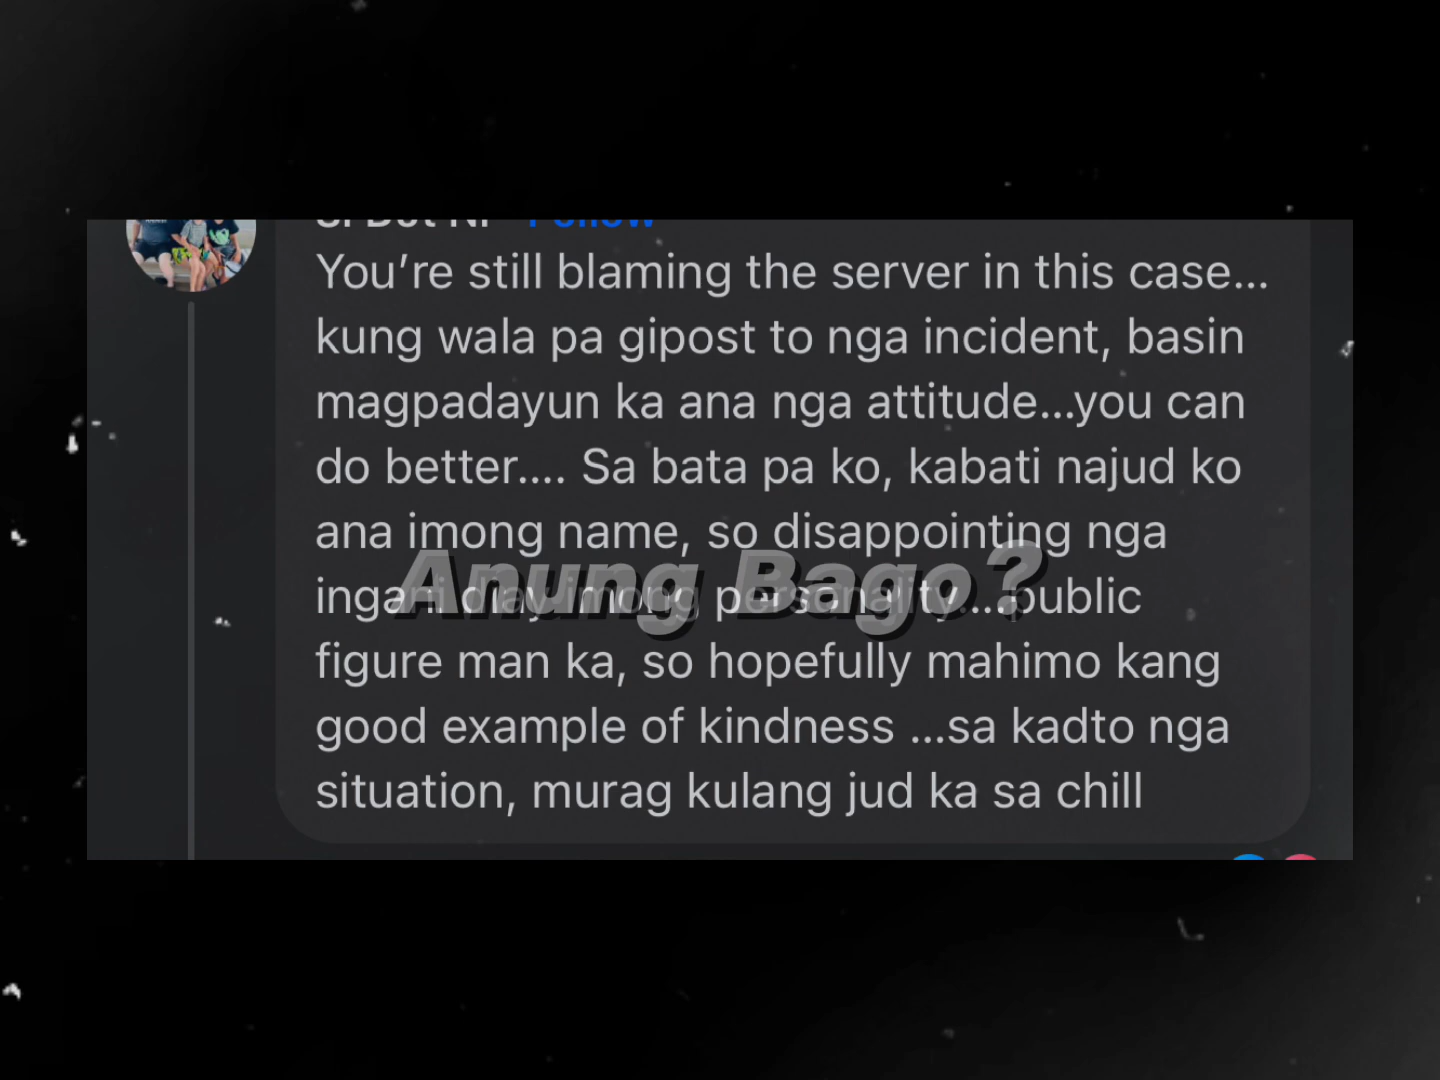 Follow
You’re still blaming the server in this case...
kung wala pa gipost to nga incident, basin
magpadayun ka ana nga attitude...you can
do better.... Sa bata pa ko, kabati najud ko
ana imong name, so disappointing nga
ingani diay imong personality....public
Anung Bago?
figure man ka, so hopefully mahimo kang
good example of kindness ...sa kadto nga
situation, murag kulang jud ka sa chill